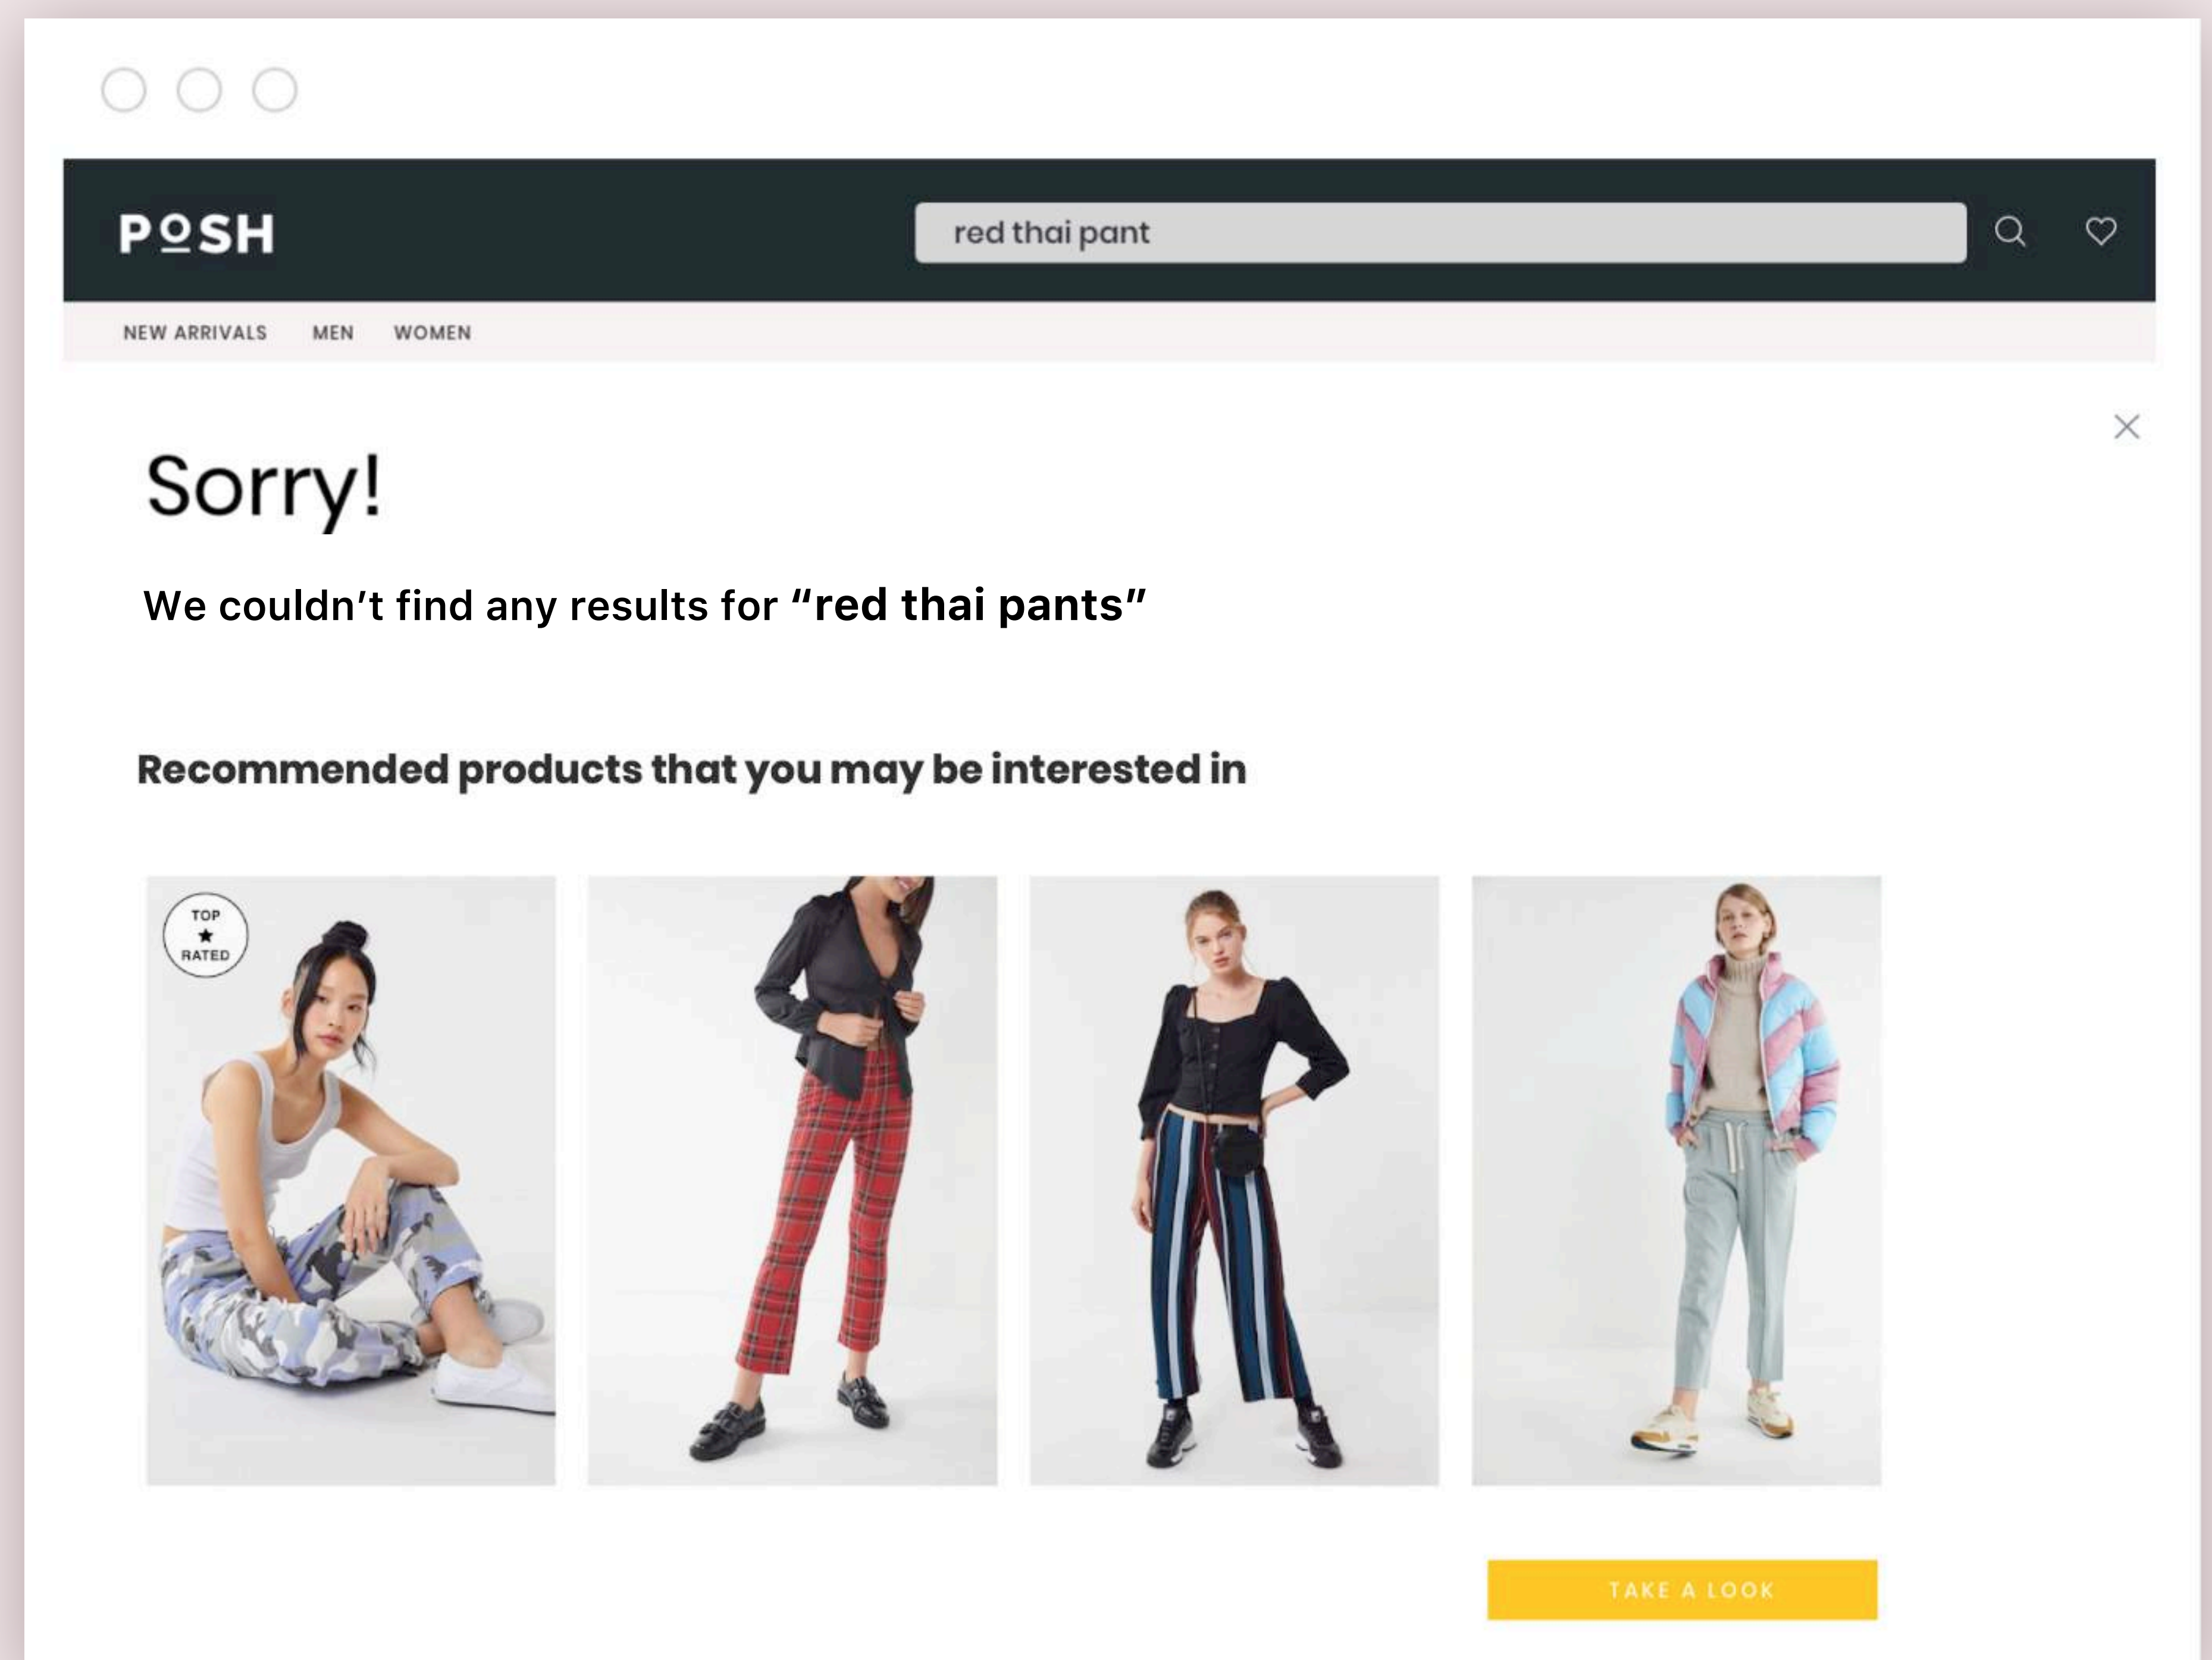 POSH
red thai pant
NEW ARRIVALS MEN WOMEN
Sorry!
We couldn’t find any results for “red thai pants”
Recommended products that you may be interested in
TOP
★
RATED
TAKE A LOOK